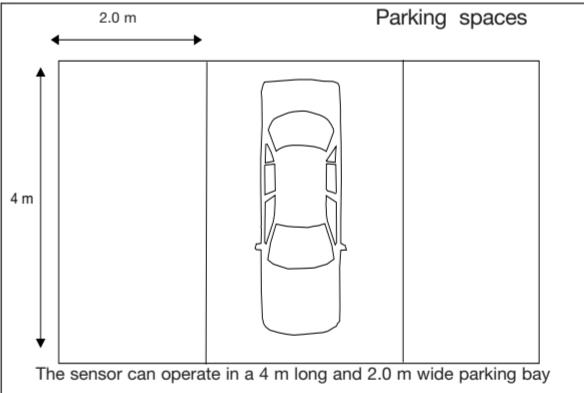 2.0 m
Parking spaces
4 m
The sensor can operate in a 4 m long and 2.0 m wide parking bay